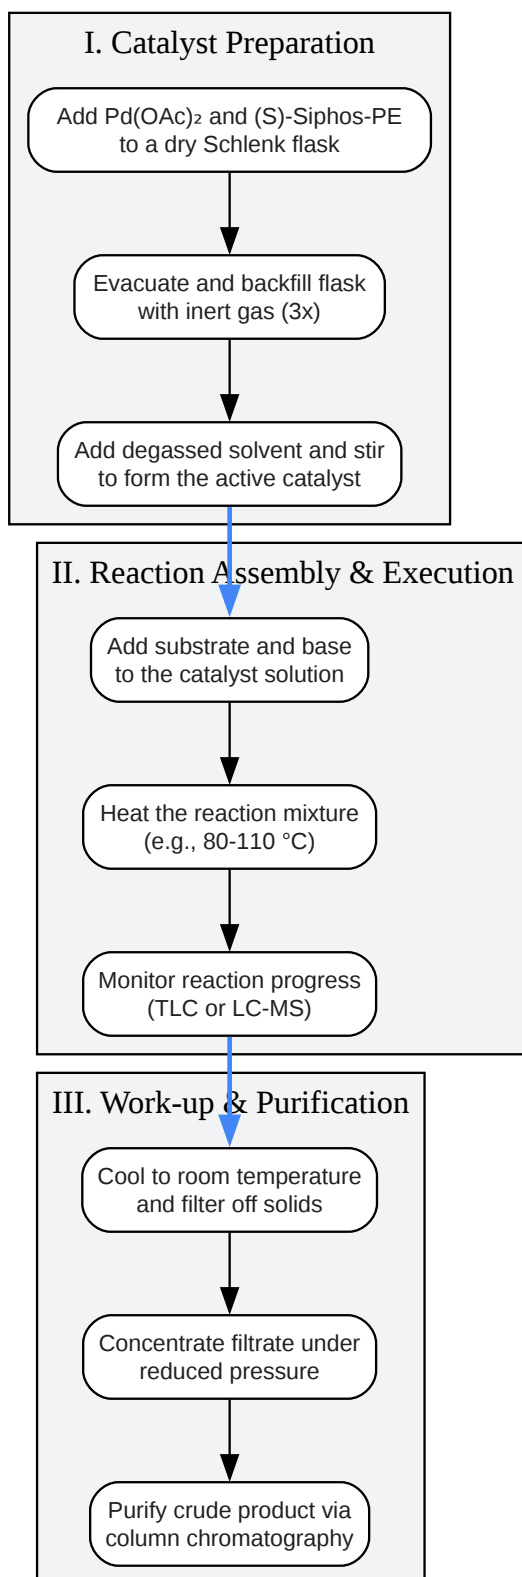 I. Catalyst Preparation
Add Pd(OAc)₂ and (S)-Siphos-PE
to a dry Schlenk flask
Evacuate and backfill flask
with inert gas (3x)
Add degassed solvent and stir
to form the active catalyst
II. Reaction Assembly & Execution
Add substrate and base
to the catalyst solution
Heat the reaction mixture
(e.g., 80-110 °C)
Monitor reaction progress
(TLC or LC-MS)
III. Work-up & Purification
Cool to room temperature
and filter off solids
Concentrate filtrate under
reduced pressure
Purify crude product via
column chromatography